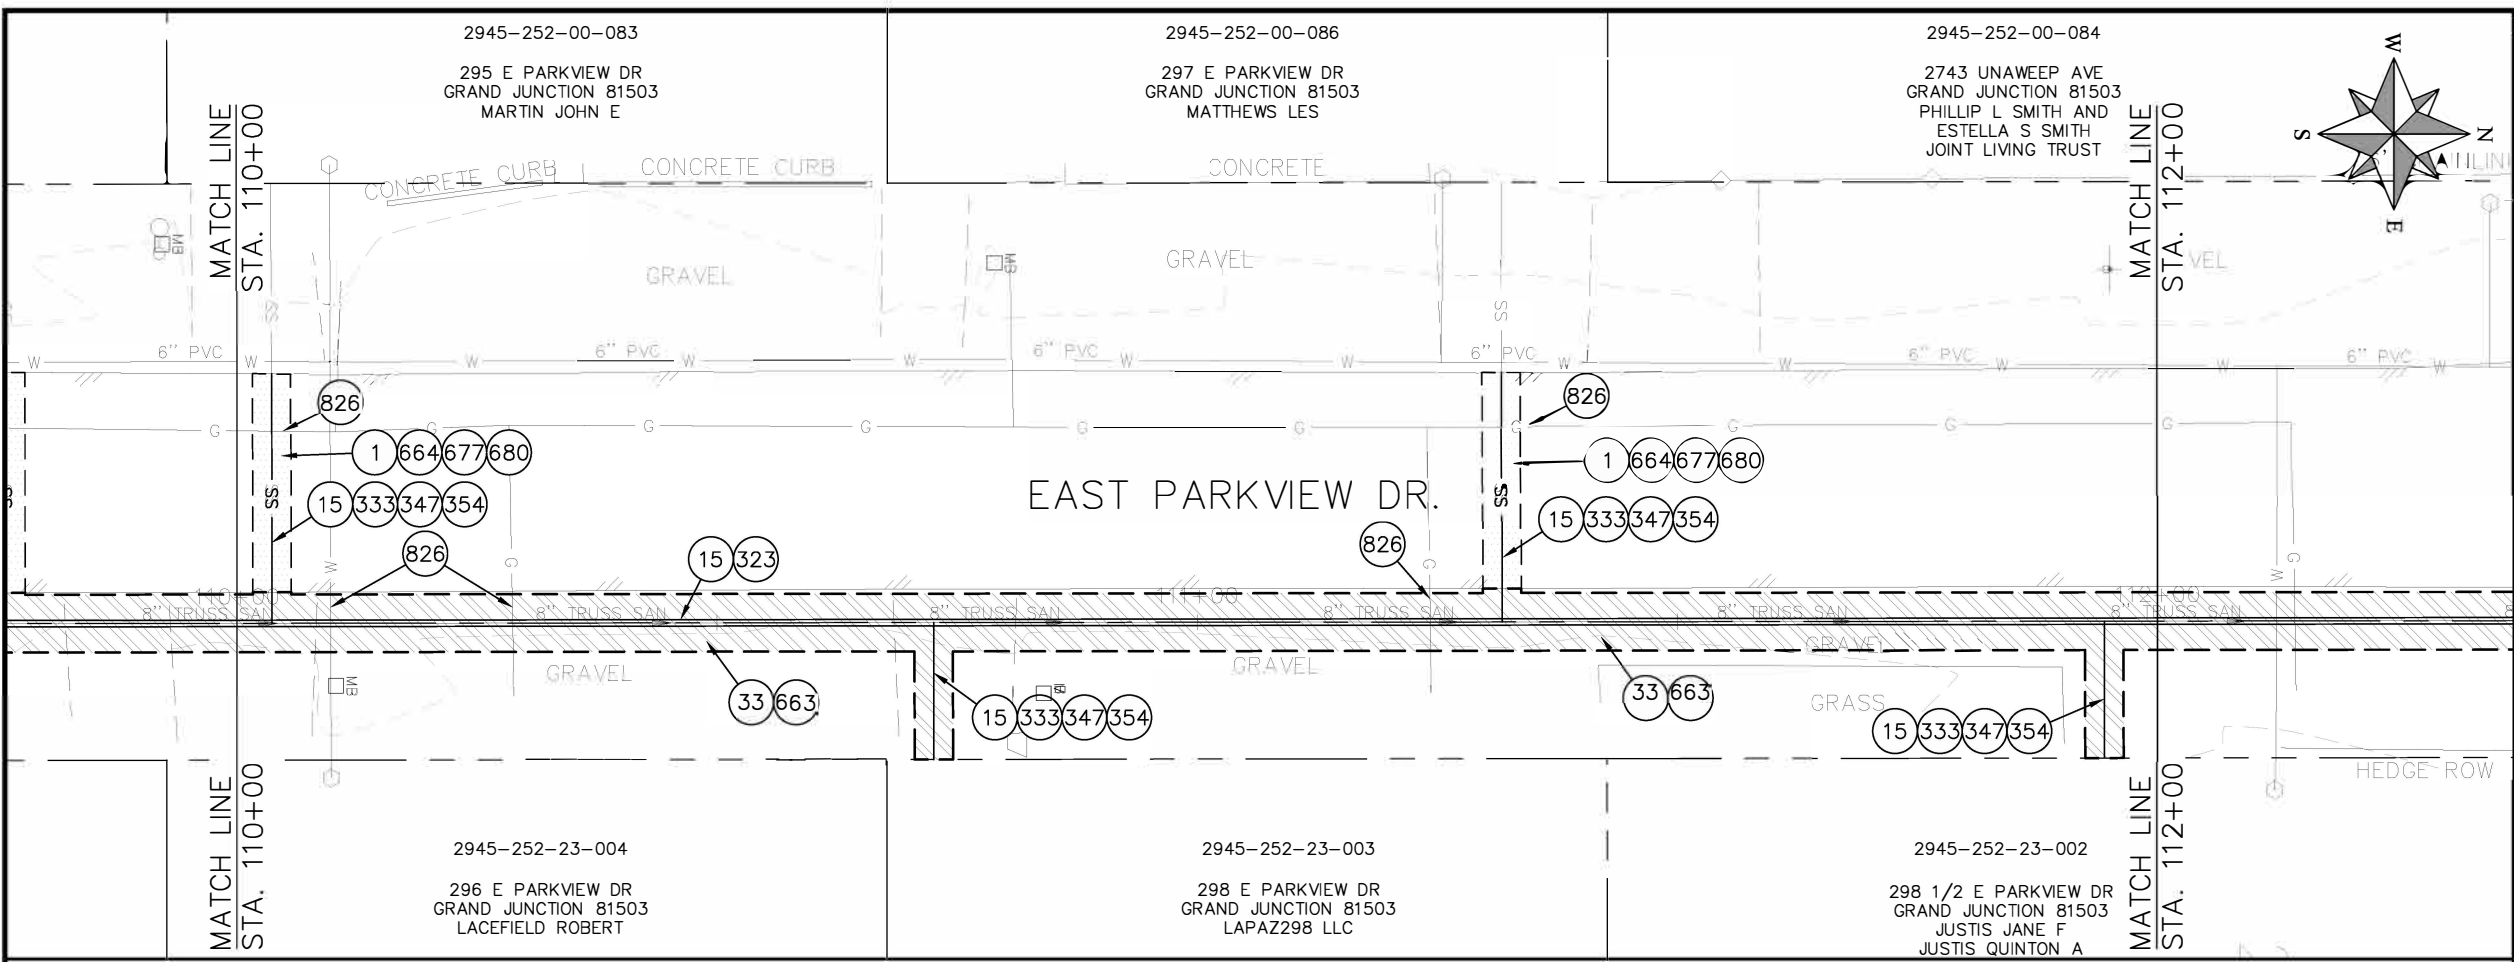 2945-252-00-083
295 E PARKVIEW DR
GRAND JUNCTION 81503
MARTIN JOHN E
2945-252-00-086
297 E PARKVIEW DR
GRAND JUNCTION 81503
MATTHEWS LES
2945-252-00-084
2743 UNAWEEP AVE
GRAND JUNCTION 81503
PHILLIP L SMITH AND
ESTELLA S SMITH
JOINT LIVING TRUST
W
N
S
E
MATCH LINE
STA. 110+00
MATCH LINE
STA. 112+00
CONCRETE CURB
CONCRETE CURB
CONCRETE
MB
GRAVEL
MB
GRAVEL
VEL
SS
SS
W 6" PVC W W 6" PVC W W 6" PVC W W 6" PVC W W 6" PVC W W 6" PVC W
826
826
G G G G G G G G G G
1 664 677 680
1 664 677 680
SS
SS
SS
EAST PARKVIEW DR.
15 333 347 354
15 333 347 354
826
15 323
826
W G G G W
110+00
111+00
112+00
8" TRUSS SAN 8" TRUSS SAN 8" TRUSS SAN 8" TRUSS SAN 8" TRUSS SAN 8" TRUSS SAN 8
GRAVEL
GRAVEL
GRAVEL
MB
33 663
15 333 347 354
33 663
GRASS
15 333 347 354
HEDGE ROW
MATCH LINE
STA. 110+00
MATCH LINE
STA. 112+00
2945-252-23-004
296 E PARKVIEW DR
GRAND JUNCTION 81503
LACEFIELD ROBERT
2945-252-23-003
298 E PARKVIEW DR
GRAND JUNCTION 81503
LAPAZ298 LLC
2945-252-23-002
298 1/2 E PARKVIEW DR
GRAND JUNCTION 81503
JUSTIS JANE F
JUSTIS QUINTON A